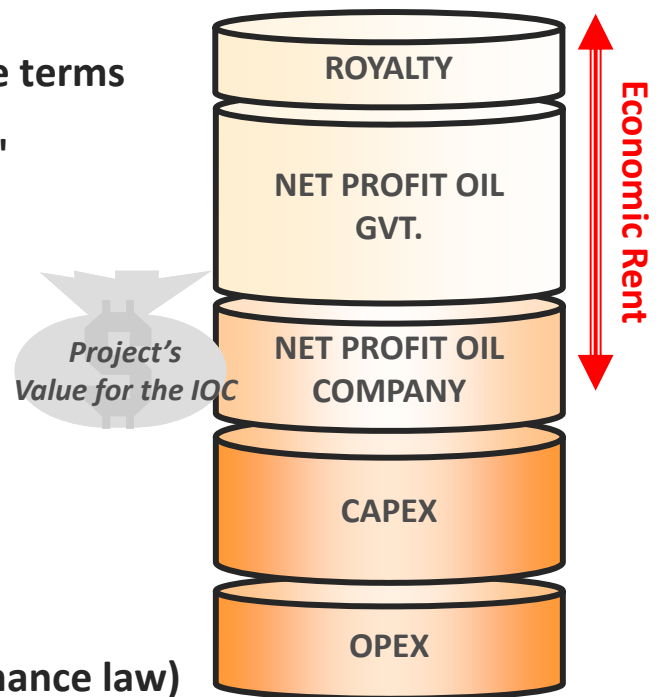 e terms
"
ROYALTY
NET PROFIT OIL
GVT.
Economic Rent
Project's
Value for the IOC
NET PROFIT OIL
COMPANY
CAPEX
OPEX
nance law)